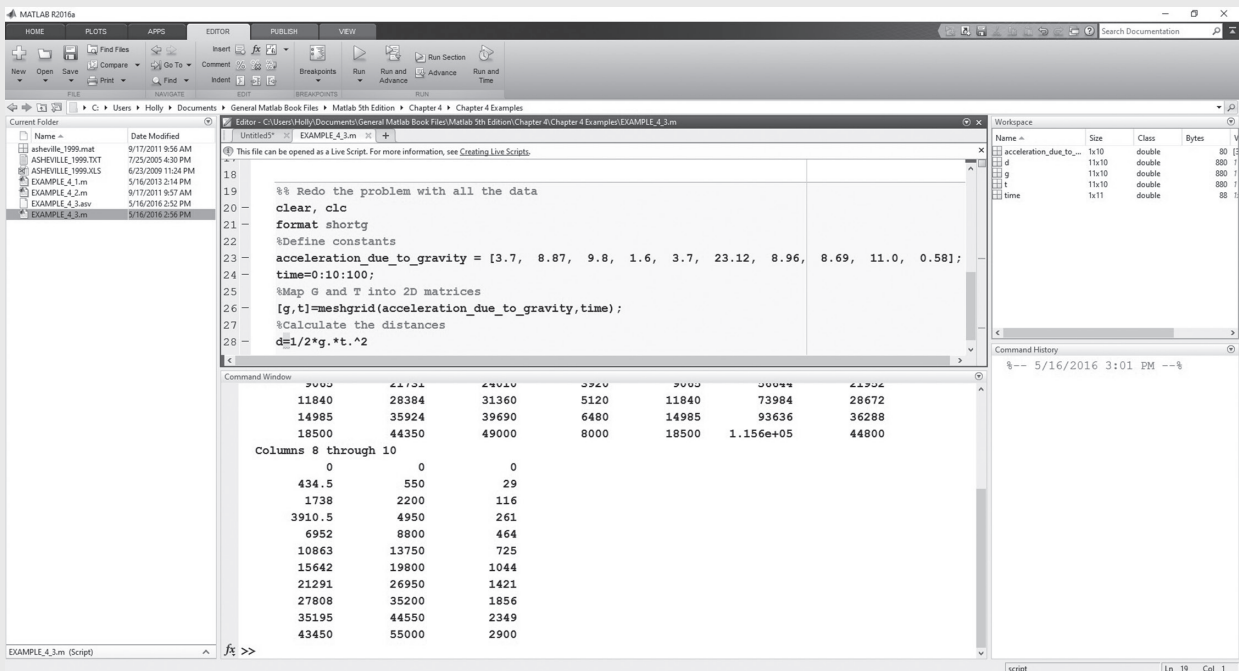 MATLAB R2016a
HOME PLOTS APPS EDITOR PUBLISH VIEW
Search Documentation
New Open Save Find Files Compare Print
Go To Find
Insert fx
Comment
Indent
Breakpoints Run Run and Advance Run Section Advance Run and Time
FILE NAVIGATE EDIT BREAKPOINTS RUN
C: Users Holly Documents General Matlab Book Files Matlab 5th Edition Chapter 4 Chapter 4 Examples
Current Folder
Name Date Modified
asheville_1999.mat 9/17/2011 9:56 AM
ASHEVILLE_1999.TXT 7/25/2005 4:30 PM
ASHEVILLE_1999.XLS 6/23/2009 11:24 PM
EXAMPLE_4_1.m 5/16/2013 2:14 PM
EXAMPLE_4_2.m 9/17/2011 9:57 AM
EXAMPLE_4_3.asv 5/16/2016 2:52 PM
EXAMPLE_4_3.m 5/16/2016 2:56 PM
EXAMPLE_4_3.m (Script)
Editor - C:\Users\Holly\Documents\General Matlab Book Files\Matlab 5th Edition\Chapter 4\Chapter 4 Examples\EXAMPLE_4_3.m
Untitled5* EXAMPLE_4_3.m +
This file can be opened as a Live Script. For more information, see Creating Live Scripts.
18
19 %% Redo the problem with all the data
20 – clear, clc
21 – format shortg
22 %Define constants
23 – acceleration_due_to_gravity = [3.7, 8.87, 9.8, 1.6, 3.7, 23.12, 8.96, 8.69, 11.0, 0.58];
24 – time=0:10:100;
25 %Map G and T into 2D matrices
26 – [g,t]=meshgrid(acceleration_due_to_gravity,time);
27 %Calculate the distances
28 – d=1/2*g.*t.^2
Command Window
9065 21731 24010 3920 9065 56644 21952
11840 28384 31360 5120 11840 73984 28672
14985 35924 39690 6480 14985 93636 36288
18500 44350 49000 8000 18500 1.156e+05 44800
Columns 8 through 10
0 0 0
434.5 550 29
1738 2200 116
3910.5 4950 261
6952 8800 464
10863 13750 725
15642 19800 1044
21291 26950 1421
27808 35200 1856
35195 44550 2349
43450 55000 2900
fx >>
Workspace
Name Size Class Bytes
acceleration_due_to_... 1x10 double 80
d 11x10 double 880
g 11x10 double 880
t 11x10 double 880
time 1x11 double 88
Command History
%-- 5/16/2016 3:01 PM --%
script Ln 19 Col 1